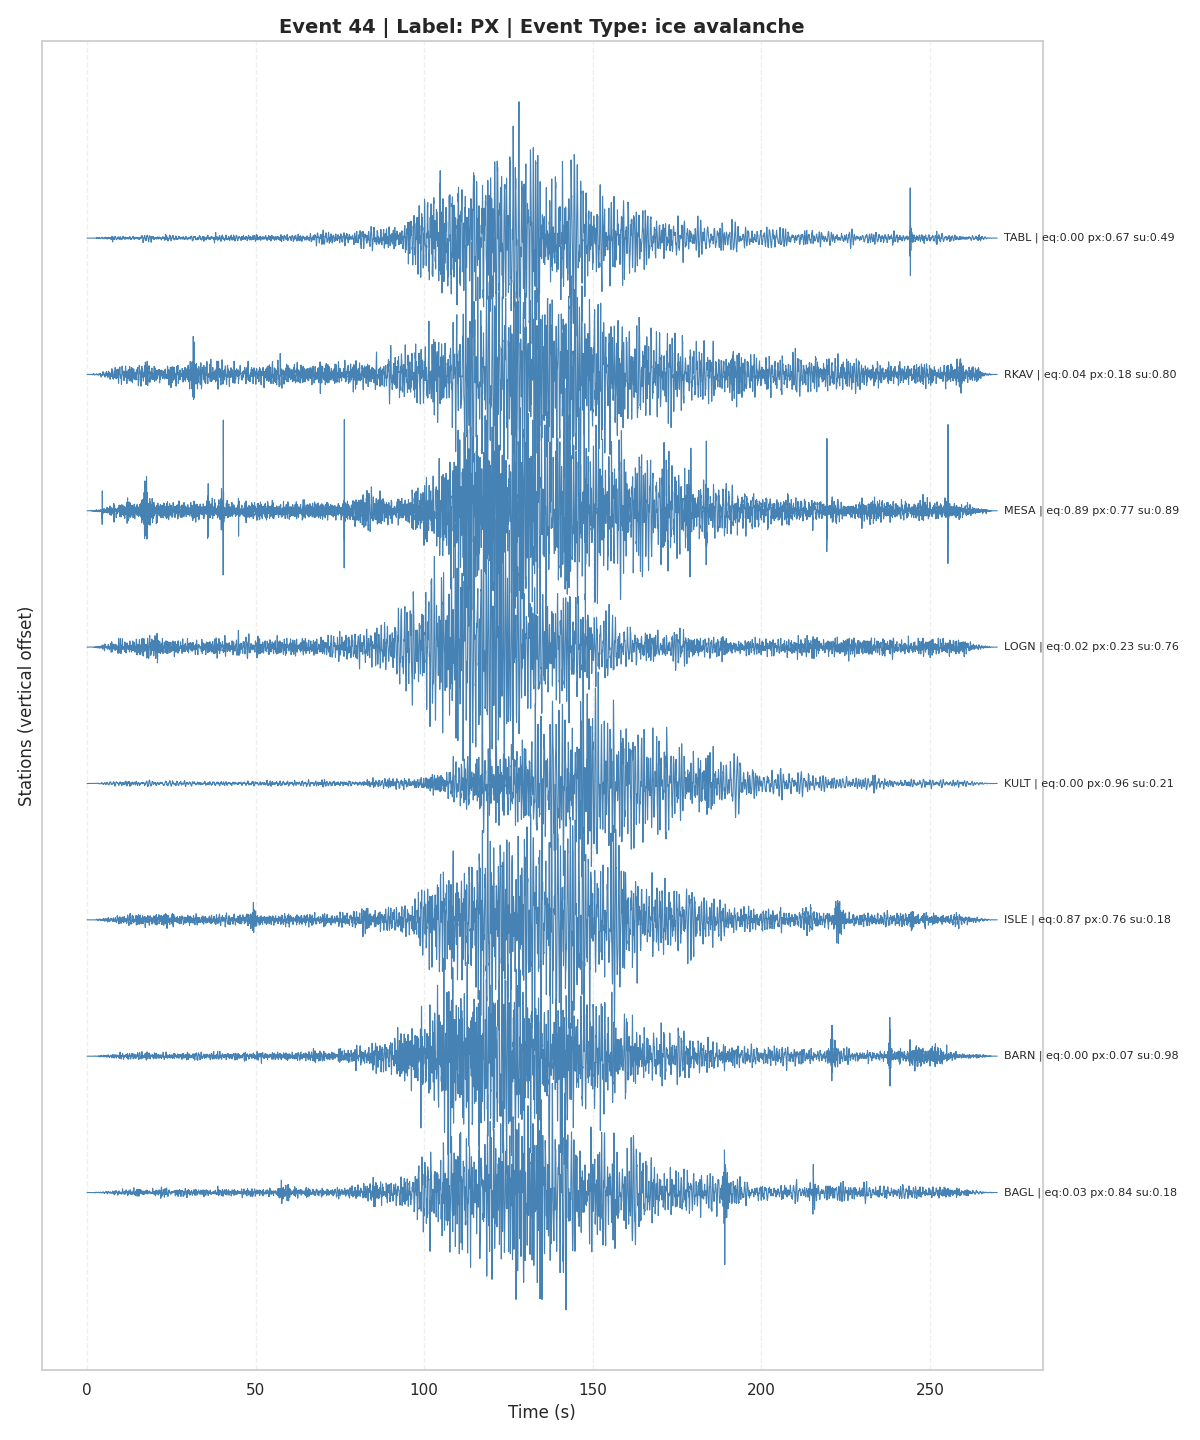 Event 44 | Label: PX | Event Type: ice avalanche
TABL | eq:0.00 px:0.67 su:0.49
RKAV | eq:0.04 px:0.18 su:0.80
MESA | eq:0.89 px:0.77 su:0.89
LOGN | eq:0.02 px:0.23 su:0.76
KULT | eq:0.00 px:0.96 su:0.21
ISLE | eq:0.87 px:0.76 su:0.18
BARN | eq:0.00 px:0.07 su:0.98
BAGL | eq:0.03 px:0.84 su:0.18
Stations (vertical offset)
0 50 100 150 200 250
Time (s)